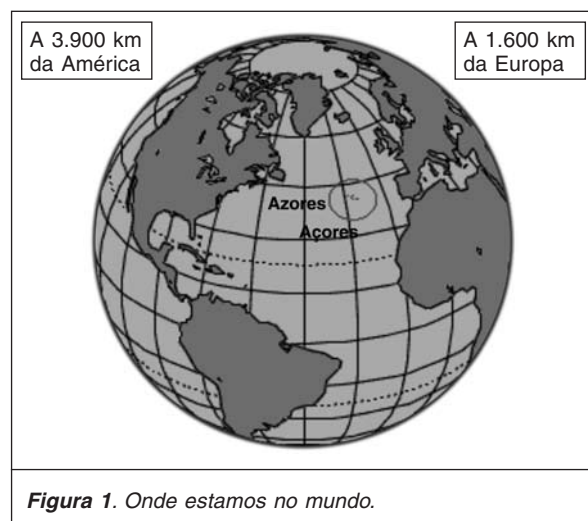 A 3.900 km
da América
A 1.600 km
da Europa
Azores
Açores
Figura 1. Onde estamos no mundo.